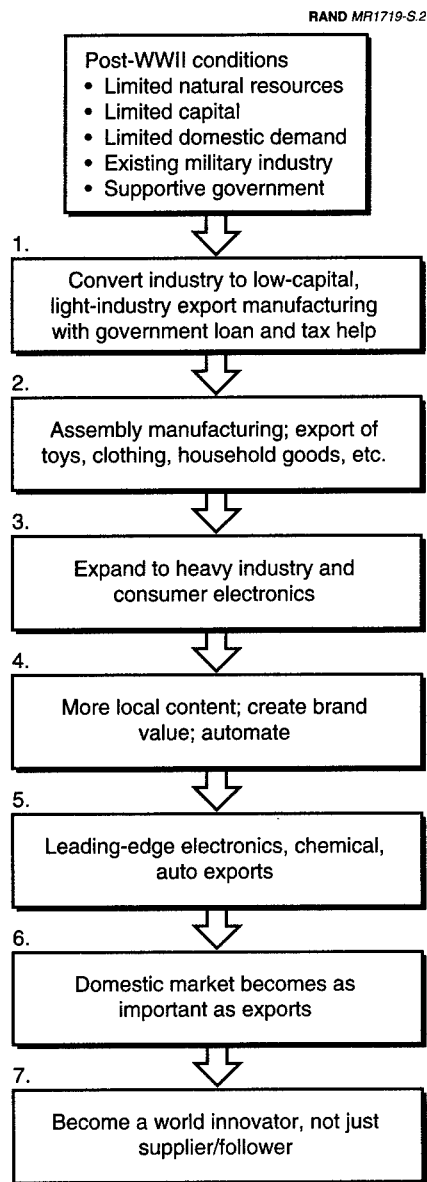 RAND MR1719-S.2
Post-WWII conditions
• Limited natural resources
• Limited capital
• Limited domestic demand
• Existing military industry
• Supportive government
1.
Convert industry to low-capital,
light-industry export manufacturing
with government loan and tax help
2.
Assembly manufacturing; export of
toys, clothing, household goods, etc.
3.
Expand to heavy industry and
consumer electronics
4.
More local content; create brand
value; automate
5.
Leading-edge electronics, chemical,
auto exports
6.
Domestic market becomes as
important as exports
7.
Become a world innovator, not just
supplier/follower